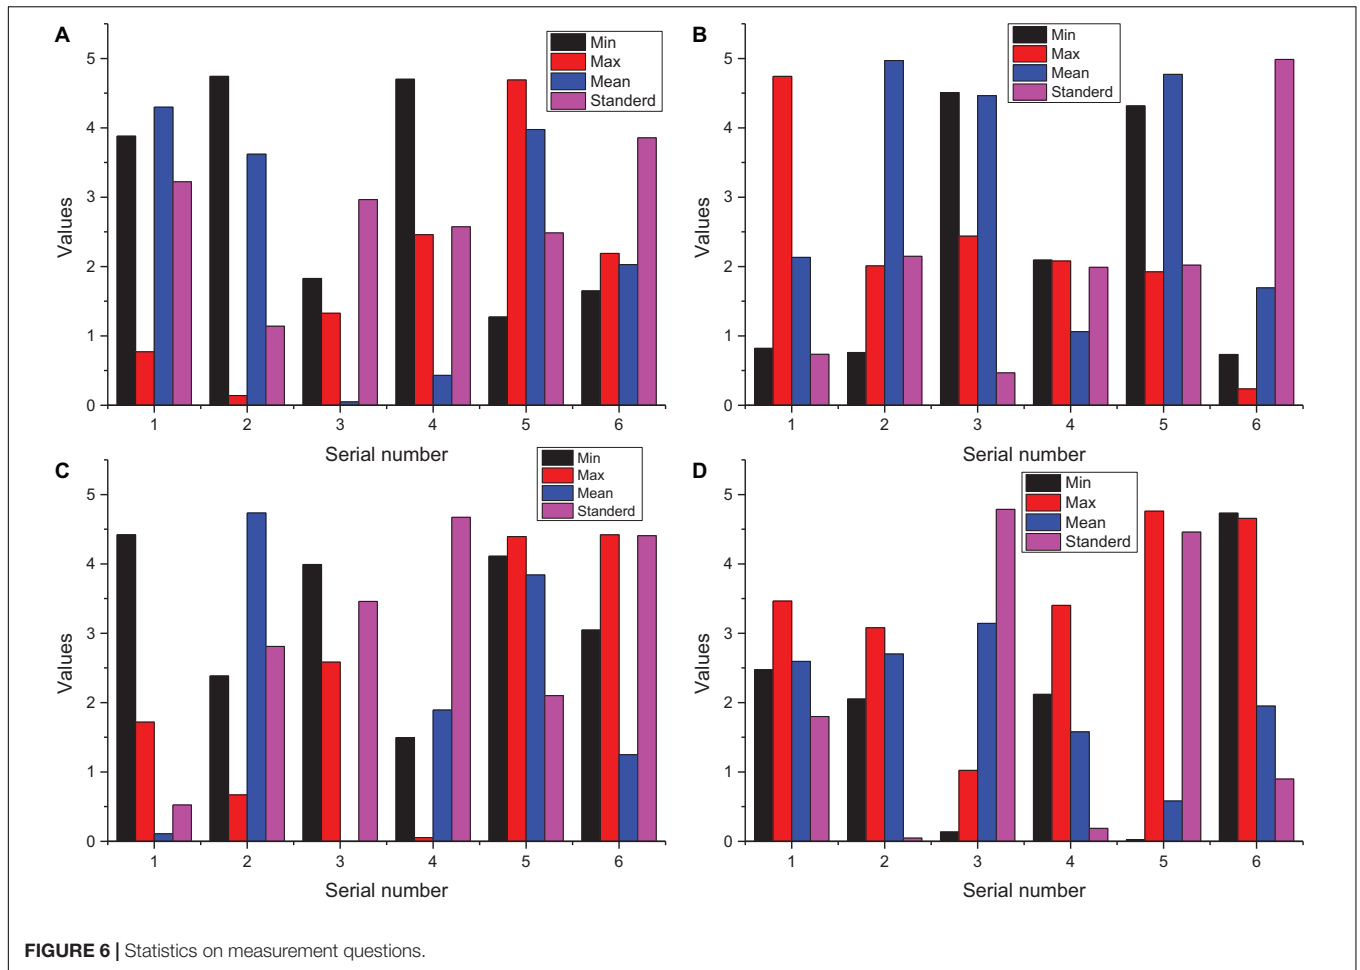 A
Min
Max
Mean
Standerd
5
4
3
2
1
0
Values
1 2 3 4 5 6
Serial number
B
Min
Max
Mean
Standerd
5
4
3
2
1
0
Values
1 2 3 4 5 6
Serial number
C
Min
Max
Mean
Standerd
5
4
3
2
1
0
Values
1 2 3 4 5 6
Serial number
D
Min
Max
Mean
Standerd
5
4
3
2
1
0
Values
1 2 3 4 5 6
Serial number
FIGURE 6 | Statistics on measurement questions.